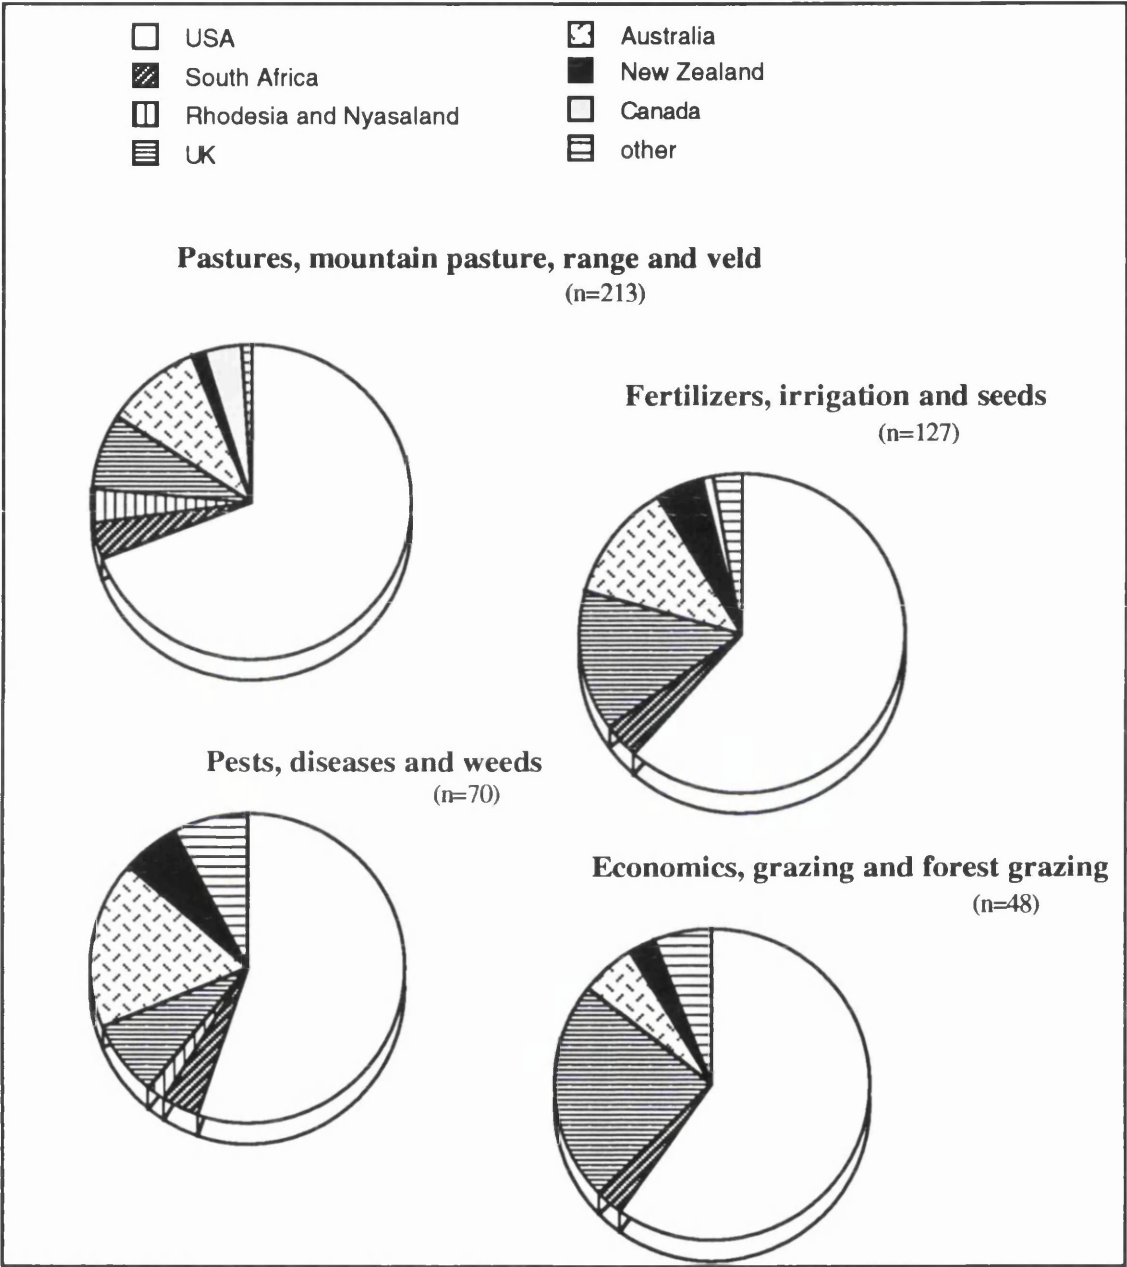 USA
South Africa
Rhodesia and Nyasaland
UK
Australia
New Zealand
Canada
other
Pastures, mountain pasture, range and veld
(n=213)
Fertilizers, irrigation and seeds
(n=127)
Pests, diseases and weeds
(n=70)
Economics, grazing and forest grazing
(n=48)